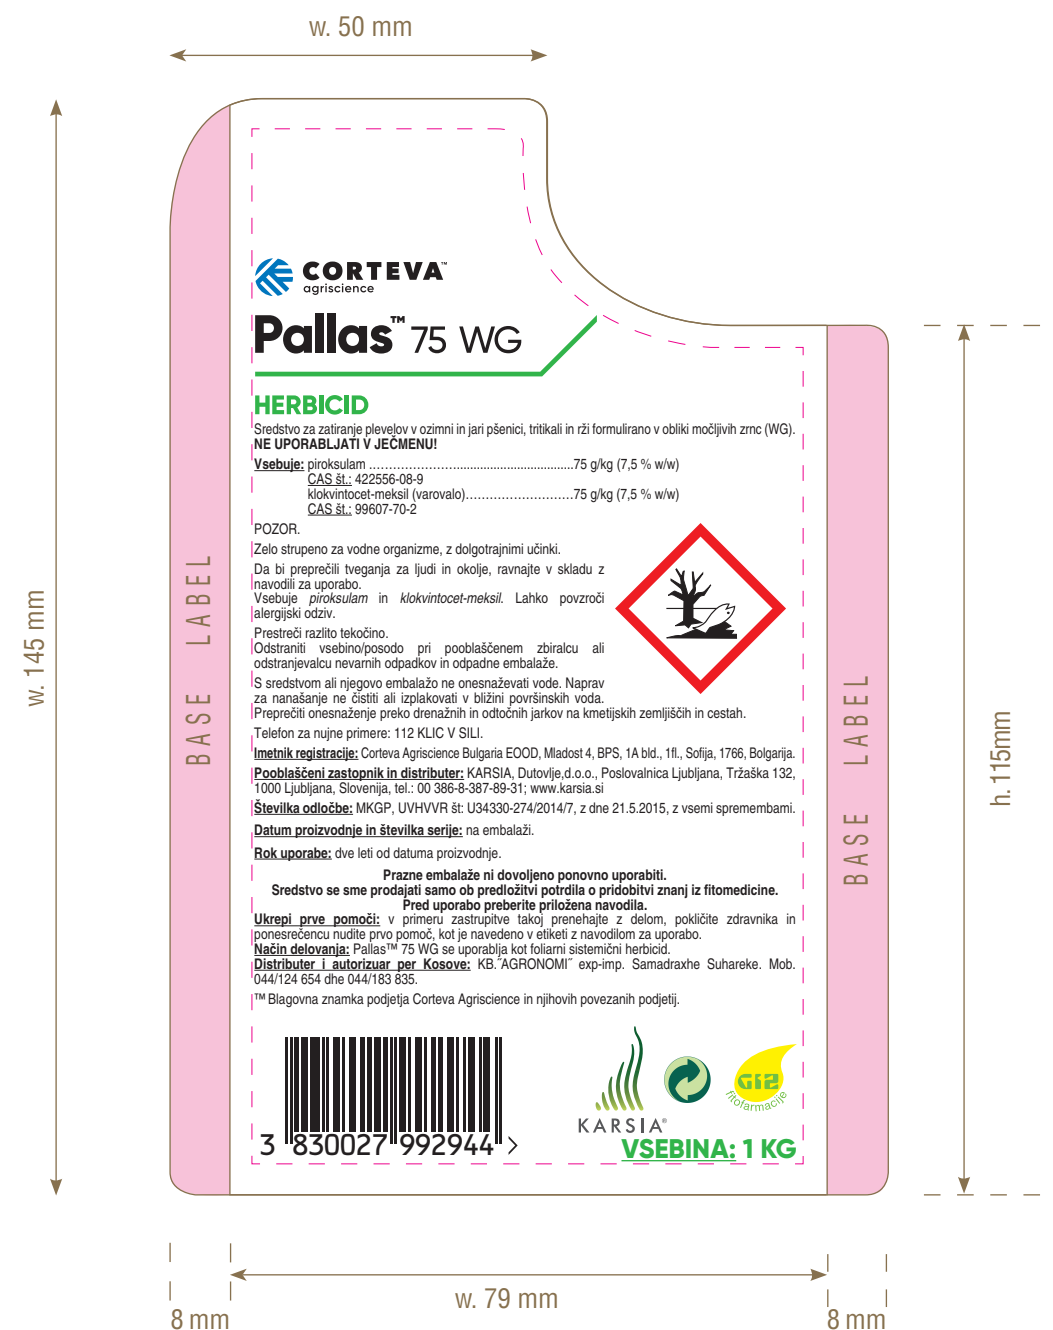 w. 50 mm
CORTEVA™
agriscience
Pallas™ 75 WG
HERBICID
Sredstvo za zatiranje plevelov v ozimni in jari pšenici, tritikali in rži formulirano v obliki močljivih zrnc (WG).
NE UPORABLJATI V JEČMENU!
Vsebuje: piroksulam ........................................................75 g/kg (7,5 % w/w)
CAS št.: 422556-08-9
klokvintocet-meksil (varovalo)...........................75 g/kg (7,5 % w/w)
CAS št.: 99607-70-2
POZOR.
Zelo strupeno za vodne organizme, z dolgotrajnimi učinki.
Da bi preprečili tveganja za ljudi in okolje, ravnajte v skladu z
navodili za uporabo.
Vsebuje piroksulam in klokvintocet-meksil. Lahko povzroči
alergijski odziv.
Prestreči razlito tekočino.
Odstraniti vsebino/posodo pri pooblaščenem zbiralcu ali
odstranjevalcu nevarnih odpadkov in odpadne embalaže.
S sredstvom ali njegovo embalažo ne onesnaževati vode. Naprav
za nanašanje ne čistiti ali izplakovati v bližini površinskih voda.
Preprečiti onesnaženje preko drenažnih in odtočnih jarkov na kmetijskih zemljiščih in cestah.
Telefon za nujne primere: 112 KLIC V SILI.
Imetnik registracije: Corteva Agriscience Bulgaria EOOD, Mladost 4, BPS, 1A bld., 1fl., Sofija, 1766, Bolgarija.
Pooblaščeni zastopnik in distributer: KARSIA, Dutovlje,d.o.o., Poslovalnica Ljubljana, Tržaška 132,
1000 Ljubljana, Slovenija, tel.: 00 386-8-387-89-31; www.karsia.si
Številka odločbe: MKGP, UVHVVR št: U34330-274/2014/7, z dne 21.5.2015, z vsemi spremembami.
Datum proizvodnje in številka serije: na embalaži.
Rok uporabe: dve leti od datuma proizvodnje.
Prazne embalaže ni dovoljeno ponovno uporabiti.
Sredstvo se sme prodajati samo ob predložitvi potrdila o pridobitvi znanj iz fitomedicine.
Pred uporabo preberite priložena navodila.
Ukrepi prve pomoči: v primeru zastrupitve takoj prenehajte z delom, pokličite zdravnika in
ponesrečencu nudite prvo pomoč, kot je navedeno v etiketi z navodilom za uporabo.
Način delovanja: Pallas™ 75 WG se uporablja kot foliarni sistemični herbicid.
Distributer i autorizuar per Kosove: KB.˝AGRONOMI˝ exp-imp. Samadraxhe Suhareke. Mob.
044/124 654 dhe 044/183 835.
™ Blagovna znamka podjetja Corteva Agriscience in njihovih povezanih podjetij.
3 830027 992944 >
KARSIA®
GIZ
fitofarmacije
VSEBINA: 1 KG
BASE LABEL
BASE LABEL
w. 145 mm
h. 115mm
8 mm
w. 79 mm
8 mm